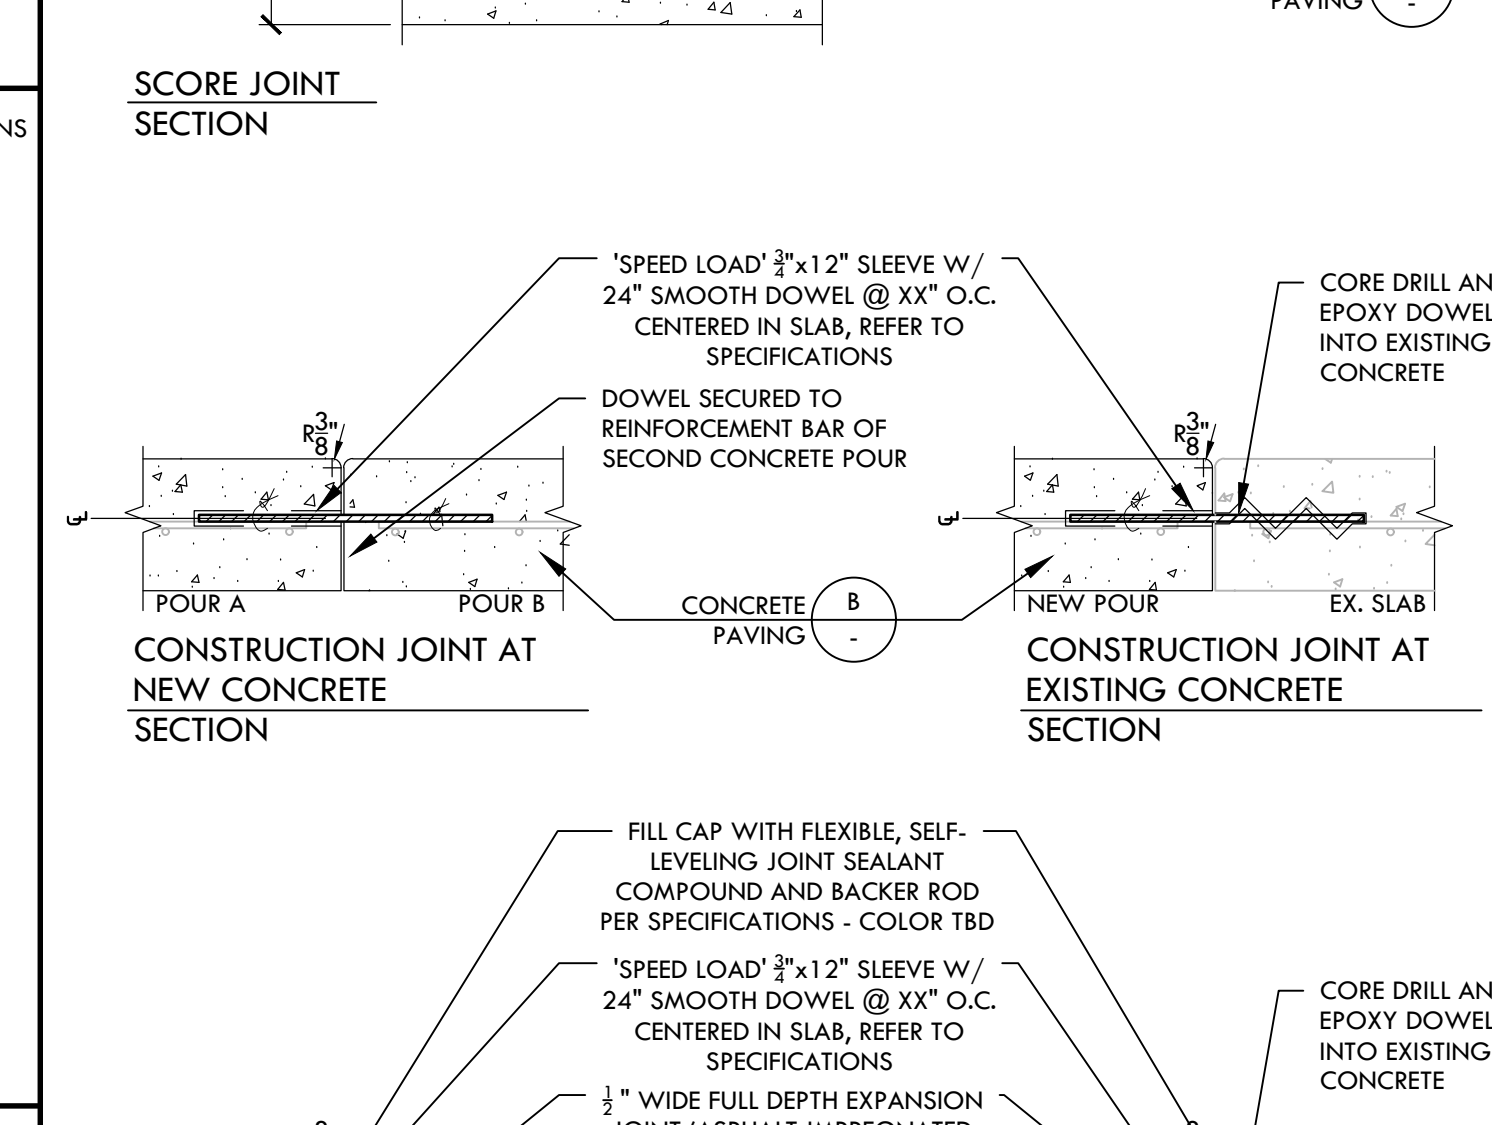 PAVING
-
SCORE JOINT
SECTION
NS
'SPEED LOAD' 3/4"x12" SLEEVE W/
24" SMOOTH DOWEL @ XX" O.C.
CENTERED IN SLAB, REFER TO
SPECIFICATIONS
CORE DRILL AN
EPOXY DOWEL
INTO EXISTING
CONCRETE
DOWEL SECURED TO
REINFORCEMENT BAR OF
SECOND CONCRETE POUR
R3/8"
R3/8"
POUR A
POUR B
CONCRETE
PAVING
B
-
NEW POUR
EX. SLAB
CONSTRUCTION JOINT AT
NEW CONCRETE
SECTION
CONSTRUCTION JOINT AT
EXISTING CONCRETE
SECTION
FILL CAP WITH FLEXIBLE, SELF-
LEVELING JOINT SEALANT
COMPOUND AND BACKER ROD
PER SPECIFICATIONS - COLOR TBD
'SPEED LOAD' 3/4"x12" SLEEVE W/
24" SMOOTH DOWEL @ XX" O.C.
CENTERED IN SLAB, REFER TO
SPECIFICATIONS
CORE DRILL AN
EPOXY DOWEL
INTO EXISTING
CONCRETE
1/2" WIDE FULL DEPTH EXPANSION